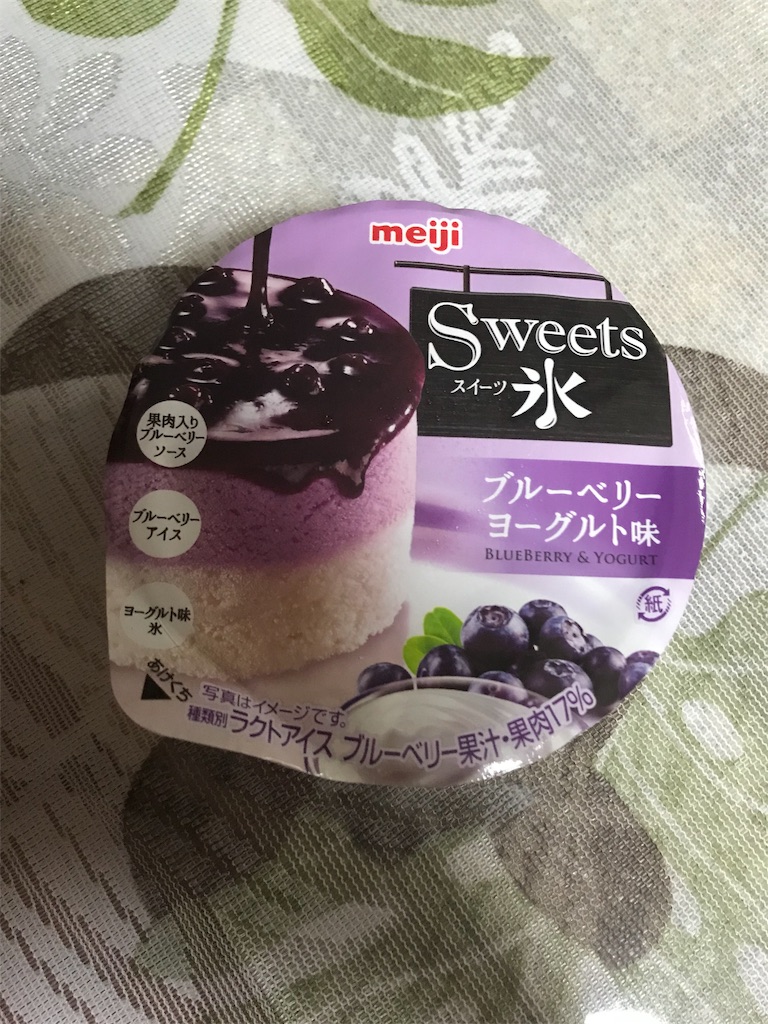 meiji
Sweets
スイーツ 氷
ブルーベリー
ヨーグルト味
BLUEBERRY & YOGURT
果肉入り
ブルーベリー
ソース
ブルーベリー
アイス
ヨーグルト味
氷
紙
あけくち
写真はイメージです。
種類別 ラクトアイス ブルーベリー果汁・果肉17%